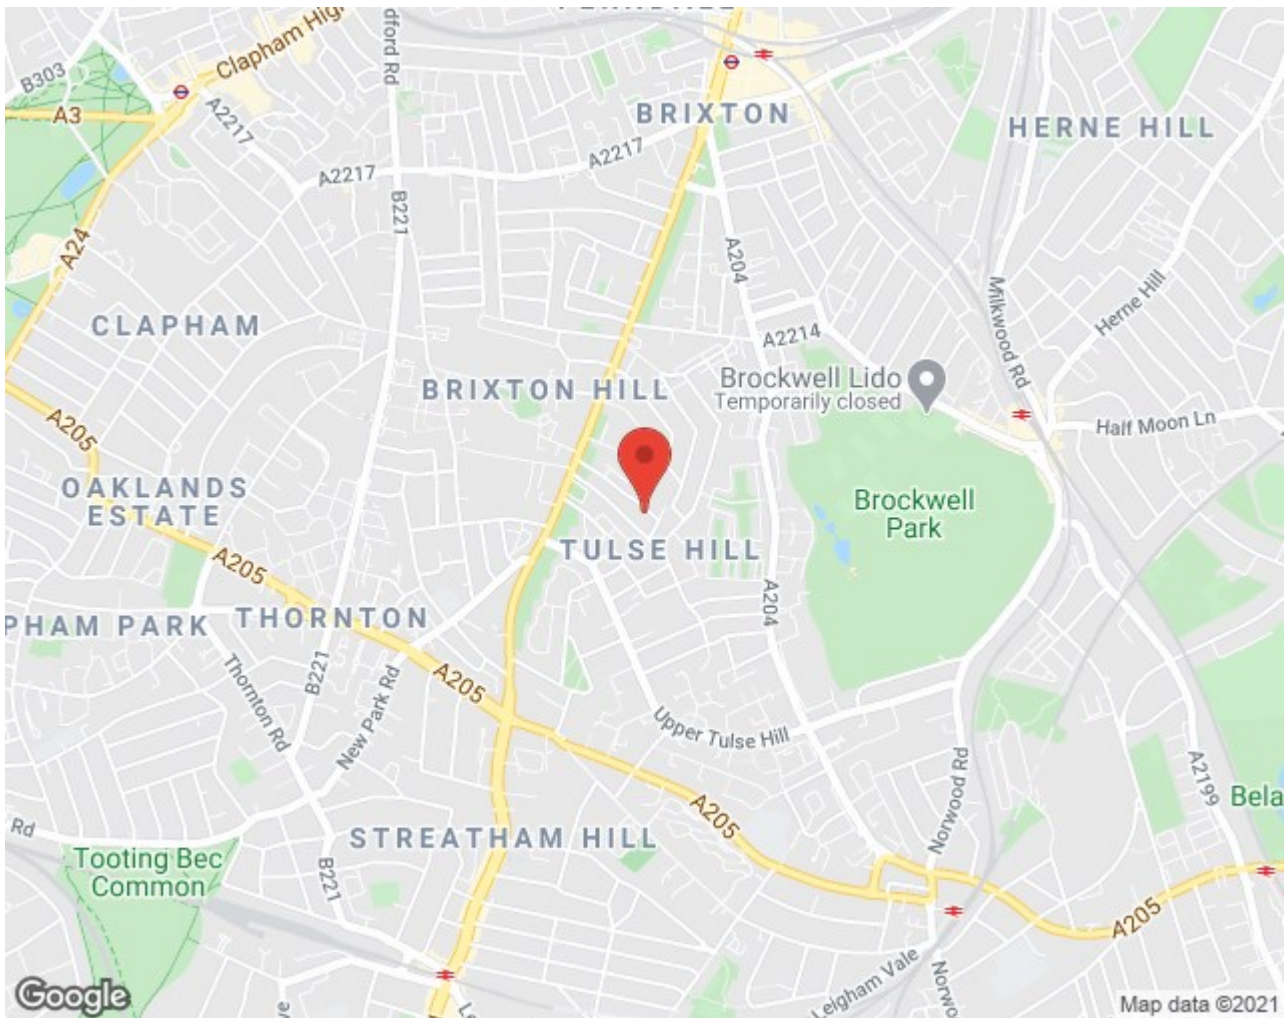 Clapham High
B303
A3
A2217
A2217
A2217
BRIXTON
HERNE HILL
B221
A24
A204
Milkwood Rd
Herne Hill
CLAPHAM
A2214
BRIXTON HILL
Brockwell Lido
Temporarily closed
Half Moon Ln
A205
OAKLANDS
ESTATE
Brockwell
Park
TULSE HILL
A205
A204
PHAM PARK
THORNTON
B221
Thornton Rd
New Park Rd
A205
Upper Tulse Hill
Norwood Rd
A2199
Bela
Rd
STREATHAM HILL
A205
Tooting Bec
Common
B221
A205
Leigham Vale
Norwo
Google
Map data ©2021